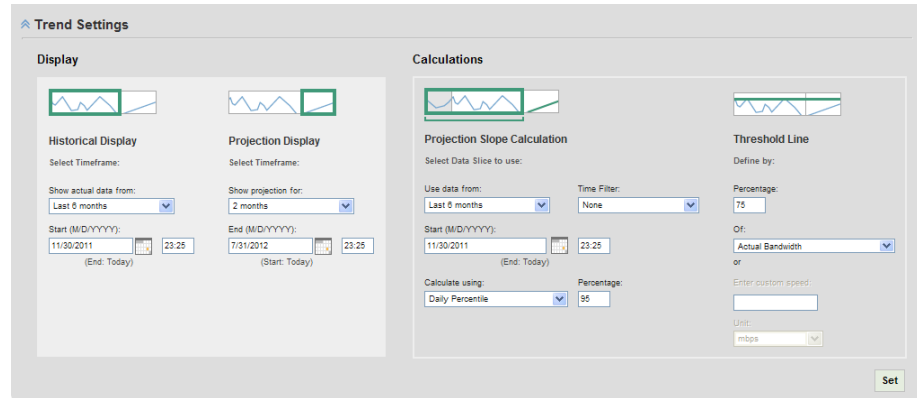 Trend Settings
Display
Historical Display
Select Timeframe:
Show actual data from:
Last 6 months
Start (M/D/YYYY):
11/30/2011 23:25
(End: Today)
Projection Display
Select Timeframe:
Show projection for:
2 months
End (M/D/YYYY):
7/31/2012 23:25
(Start: Today)
Calculations
Projection Slope Calculation
Select Data Slice to use:
Use data from: Time Filter:
Last 6 months None
Start (M/D/YYYY):
11/30/2011 23:25
(End: Today)
Calculate using: Percentage:
Daily Percentile 95
Threshold Line
Define by:
Percentage:
75
Of:
Actual Bandwidth
or
Enter custom speed:
Unit:
mbps
Set